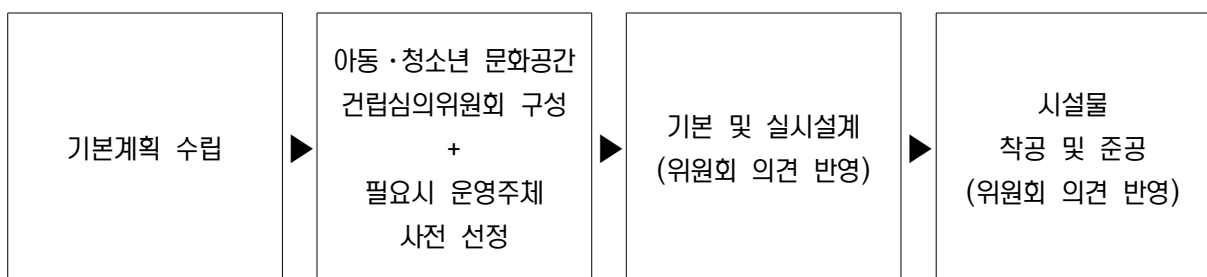 기본계획 수립
아동·청소년 문화공간
건립심의위원회 구성
+
필요시 운영주체
사전 선정
기본 및 실시설계
(위원회 의견 반영)
시설물
착공 및 준공
(위원회 의견 반영)